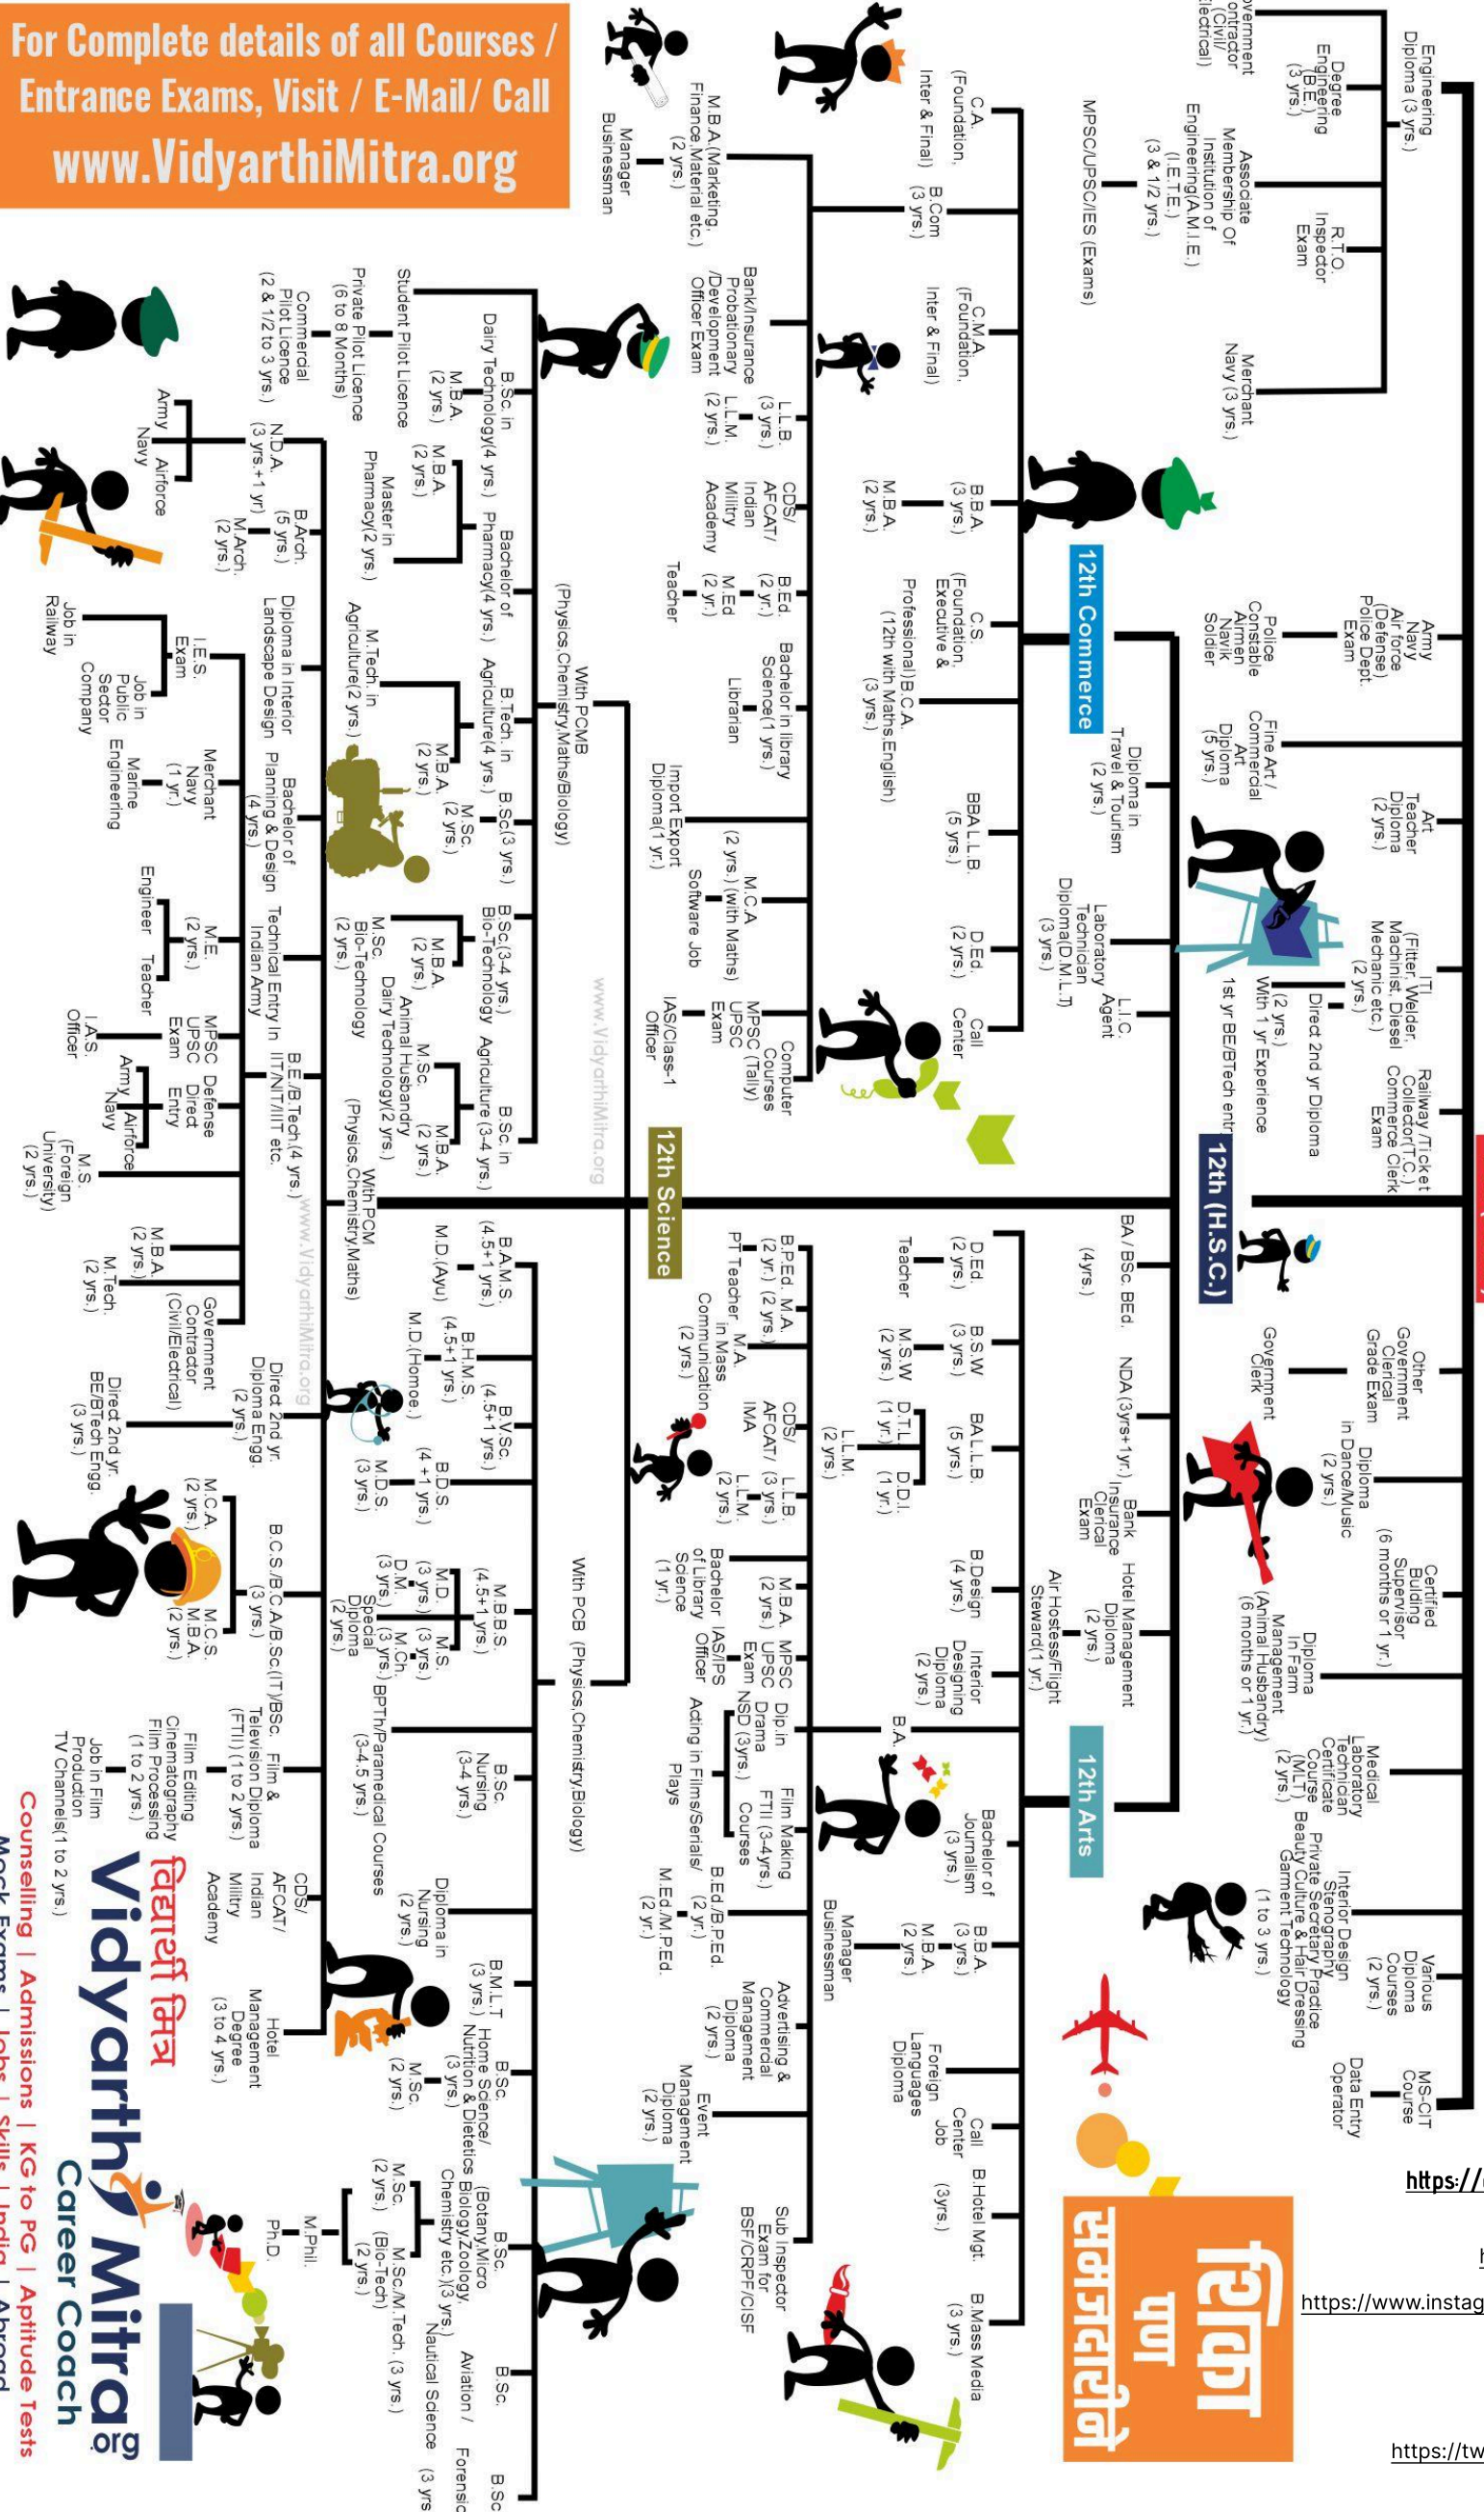 For Complete details of all Courses /
Entrance Exams, Visit / E-Mail/ Call
www.VidyarthiMitra.org
Engineering
Diploma (3 yrs.)
Degree
Engineering
(B.E.)
(3 yrs.)
Associate
Membership Of
Institution of
Engineering(A.M.I.E.)
(I.E.T.E.)
(3 & 1/2 yrs.)
MPSC/UPSC/IES (Exams)
R.T.O.
Inspector
Exam
Merchant
Navy (3 yrs.)
Army
Navy
Air force
(Defense)
Police Dept.
Exam
Police
Constable
Airmen
Navik
Soldier
Fine Art /
Commercial
Art
Diploma
(5 yrs.)
Art
Teacher
Diploma
(2 yrs.)
ITI
(Fitter, Welder,
Machinist, Diesel
Mechanic etc.)
(2 yrs.)
Direct 2nd yr Diploma
(2 yrs.)
With 1 yr Experience
1st yr BE/BTech entry
Railway /Ticket
Collector(T.C.)
Commerce Clerk
Exam
12th (H.S.C.)
Other
Government
Clerical
Grade Exam
Government
Clerk
Diploma
in Dance/Music
(2 yrs.)
Certified
Building
Supervisor
(6 months or 1 yr.)
Diploma
In Farm
Management
(Animal Husbandry)
(6 months or 1 yr.)
Medical
Laboratory
Technician
Certificate
Course
(MLT)
(2 yrs.)
Interior Design
Stenography
Private Secretary Practice
Beauty Culture & Hair Dressing
Garment Technology
(1 to 3 yrs.)
Various
Diploma
Courses
(2 yrs.)
MS-CIT
Course
Data Entry
Operator
12th Commerce
Diploma in
Travel & Tourism
(2 yrs.)
Laboratory
Technician
Diploma(D.M.L.T)
(3 yrs.)
L.I.C.
Agent
BA / BSc. BEd.
(4yrs.)
NDA (3yrs+1yr.)
Bank
Insurance
Clerical
Exam
Hotel Management
Diploma
(2 yrs.)
Air Hostess/Flight
Steward(1 yr.)
12th Arts
C.A.
(Foundation,
Inter & Final)
B.Com
(3 yrs.)
C.M.A.
(Foundation,
Inter & Final)
B.B.A.
(3 yrs.)
M.B.A.
(2 yrs.)
C.S.
(Foundation,
Executive &
Professional)
B.C.A.
(12th with Maths,English)
(3 yrs.)
BBA L.L.B.
(5 yrs.)
D.Ed.
(2 yrs.)
Call
Center
M.B.A.(Marketing,
Finance,Material etc.)
(2 yrs.)
Manager
Businessman
Bank/Insurance
Probationary
/Development
Officer Exam
L.L.B.
(3 yrs.)
L.L.M.
(2 yrs.)
CDS/
AFCAT/
Indian
Militry
Academy
B.Ed.
(2 yr.)
M.Ed
(2 yr.)
Teacher
Bachelor in library
Science(1 yrs.)
Librarian
Import Export
Diploma(1 yr.)
M.C.A
(2 yrs.) (with Maths)
Software Job
MPSC
UPSC
Exam
IAS/Class-1
Officer
Computer
Courses
(Tally)
D.Ed.
(2 yrs.)
Teacher
B.S.W
(3 yrs.)
M.S.W
(2 yrs.)
BA L.L.B.
(5 yrs.)
D.T.L.
(1 yr.)
D.D.I.
(1 yr.)
L.L.M.
(2 yrs.)
B.Design
(4 yrs.)
Interior
Designing
Diploma
(2 yrs.)
B.A.
Bachelor of
Journalism
(3 yrs.)
B.B.A.
(3 yrs.)
M.B.A.
(2 yrs.)
Manager
Businessman
Foreign
Languages
Diploma
Call
Center
Job
B.Hotel Mgt.
(3yrs.)
B.Mass Media
(3 yrs.)
B.P.Ed.
(2 yr.)
PT Teacher
M.A.
(2 yrs.)
M.A.
in Mass
Communication
(2 yrs.)
CDS/
AFCAT/
IMA
L.L.B.
(3 yrs.)
L.L.M.
(2 yrs.)
Bachelor
of Library
Science
(1 yr.)
M.B.A.
(2 yrs.)
MPSC
UPSC
Exam
IAS/IPS
Officer
Dip.in
Drama
NSD (3yrs.)
Film Making
FTII (3-4yrs.)
Courses
Acting in Films/Serials/
Plays
B.Ed./B.P.Ed.
(2 yr.)
M.Ed./M.P.Ed.
(2 yr.)
Advertising &
Commercial
Management
Diploma
(2 yrs.)
Event
Management
Diploma
(2 yrs.)
Sub Inspector
Exam for
BSF/CRPF/CISF
12th Science
www.VidyarthiMitra.org
With PCMB
(Physics,Chemistry,Maths/Biology)
Student Pilot Licence
Private Pilot Licence
(6 to 8 Months)
Commercial
Pilot Licence
(2 & 1/2 to 3 yrs.)
B.Sc. in
Dairy Technology(4 yrs.)
M.B.A.
(2 yrs.)
Bachelor of
Pharmacy(4 yrs.)
M.B.A.
(2 yrs.)
Master in
Pharmacy(2 yrs.)
B.Tech. in
Agriculture(4 yrs.)
M.Tech. in
Agriculture(2 yrs.)
M.B.A.
(2 yrs.)
B.Sc.(3 yrs.)
M.Sc.
(2 yrs.)
B.Sc.(3-4 yrs.)
Bio-Technology
M.Sc.
Bio-Technology
(2 yrs.)
M.B.A.
(2 yrs.)
B.Sc. in
Agriculture (3-4 yrs.)
M.Sc.
Animal Husbandry
Dairy Technology(2 yrs.)
M.B.A.
(2 yrs.)
With PCB (Physics,Chemistry,Biology)
B.A.M.S.
(4.5+1 yrs.)
M.D.(Ayu)
B.H.M.S.
(4.5+1 yrs.)
M.D.(Homoe.)
B.V.Sc.
(4.5+1yrs.)
B.D.S.
(4 +1 yrs.)
M.D.S.
(3 yrs.)
M.B.B.S.
(4.5+1 yrs.)
M.D.
(3 yrs.)
M.S.
(3 yrs.)
D.M.
(3 yrs.)
M.Ch.
(3 yrs.)
Special
Diploma
(2 yrs.)
BPTh/Paramedical Courses
(3-4.5 yrs.)
B.Sc.
Nursing
(3-4 yrs.)
Diploma in
Nursing
(2 yrs.)
B.M.L.T
(3 yrs.)
B.Sc.
Home Science/
Nutrition & Dietetics
(3 yrs.)
M.Sc.
(2 yrs.)
B.Sc.
(Botany,Micro
Biology,Zoology,
Chemistry etc.)(3 yrs.)
M.Sc.
(2 yrs.)
M.Sc/M.Tech.
(Bio-Tech)
(2 yrs.)
M.Phil.
Ph.D.
B.Sc.
Aviation /
Nautical Science
(3 yrs.)
B.Sc
Forensic
(3 yrs
With PCM
(Physics,Chemistry,Maths)
www.VidyarthiMitra.org
N.D.A.
(3 yrs.+1 yr)
Army
Airforce
Navy
B.Arch.
(5 yrs.)
M.Arch.
(2 yrs.)
Diploma in Interior
Landscape Design
Bachelor of
Planning & Design
(4 yrs.)
Technical Entry In
Indian Army
B.E./B.Tech.(4 yrs.)
IIT/NIT/IIIT etc.
I.E.S.
Exam
Job in
Railway
Job in
Public
Sector
Company
Merchant
Navy
(1 yr.)
Marine
Engineering
M.E.
(2 yrs.)
Engineer
Teacher
MPSC
UPSC
Exam
I.A.S.
Officer
Defense
Direct
Entry
Army
Airforce
Navy
M.S.
(Foreign
University)
(2 yrs.)
M.B.A.
(2 yrs.)
M.Tech.
(2 yrs.)
Government
Contractor
(Civil/Electrical)
Direct 2nd yr.
Diploma Engg.
(2 yrs.)
Direct 2nd yr.
BE/BTech Engg.
(3 yrs.)
B.C.S./B.C.A/B.Sc.(IT)/BSc.
(3 yrs.)
M.C.A.
(2 yrs.)
M.C.S.
M.B.A.
(2 yrs.)
Film &
Television Diploma
(FTII) (1 to 2 yrs.)
Film Editing
Cinematography
Film Processing
(1 to 2 yrs.)
Job in Film
Production
TV Channels(1 to 2 yrs.)
CDS/
AFCAT/
Indian
Militry
Academy
Hotel
Management
Degree
(3 to 4 yrs.)
विद्यार्थी मित्र
Vidyarthi Mitra.org
Career Coach
Counselling | Admissions | KG to PG | Aptitude Tests
Mock Exams | Jobs | Skills | India | Abroad
शिका
पण
समजदारीने
https://
https://www.instag
https://tw